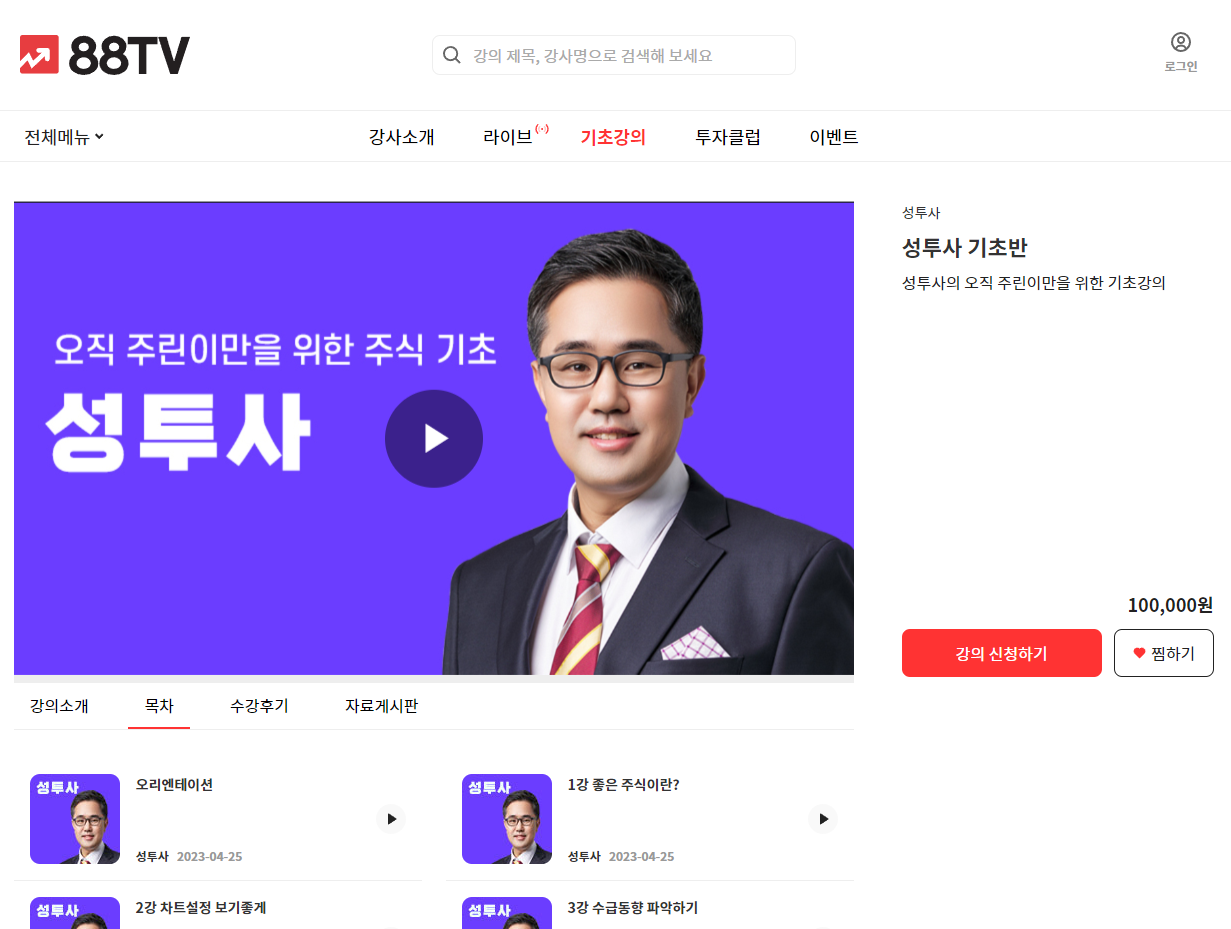 88TV
강의 제목, 강사명으로 검색해 보세요
로그인
전체메뉴
강사소개
라이브
기초강의
투자클럽
이벤트
오직 주린이만을 위한 주식 기초
성투사
성투사
성투사 기초반
성투사의 오직 주린이만을 위한 기초강의
100,000원
강의 신청하기
찜하기
강의소개
목차
수강후기
자료게시판
성투사
오리엔테이션
성투사 2023-04-25
성투사
1강 좋은 주식이란?
성투사 2023-04-25
성투사
2강 차트설정 보기좋게
성투사
3강 수급동향 파악하기